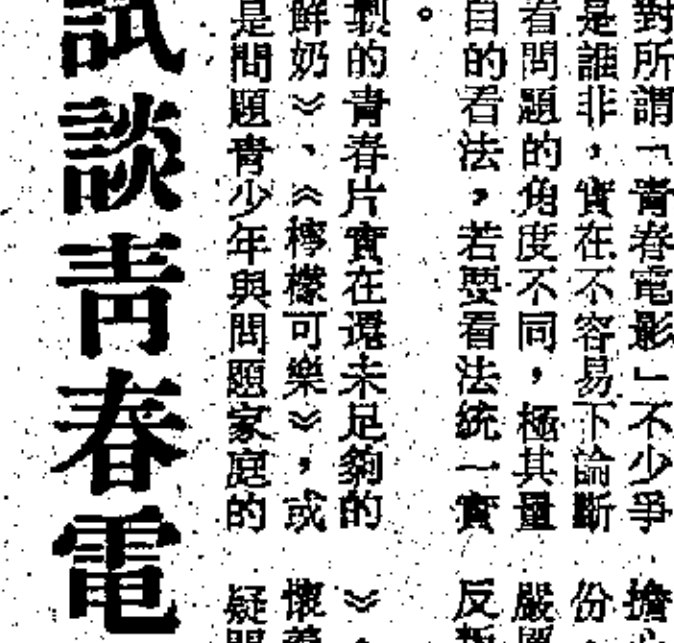 對所謂「青春電影」不少爭
是誰非，實在不容易下論斷
看問題的角度不同，極其量
自的看法，若要看法統一實
。
製的青春片實在還未足夠的
鮮奶》、《檸檬可樂》，或
是問題青少年與問題家庭的
試談青春電
擔心
份，
嚴厲
反叛
》、
懷
疑問